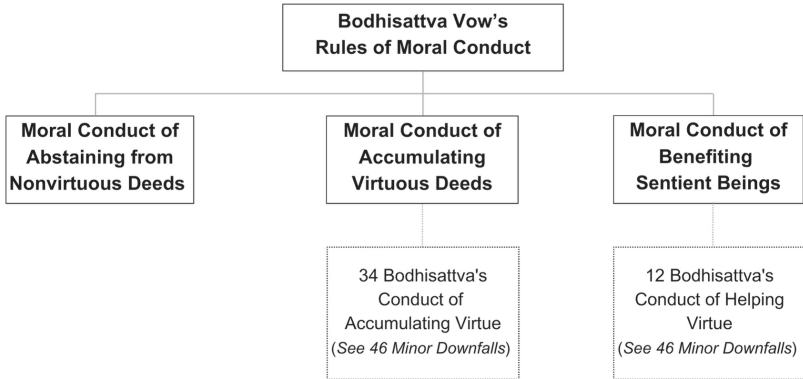 Bodhisattva Vow's
Rules of Moral Conduct
Moral Conduct of
Abstaining from
Nonvirtuous Deeds
Moral Conduct of
Accumulating
Virtuous Deeds
Moral Conduct of
Benefiting
Sentient Beings
34 Bodhisattva's
Conduct of
Accumulating Virtue
(See 46 Minor Downfalls)
12 Bodhisattva's
Conduct of Helping
Virtue
(See 46 Minor Downfalls)